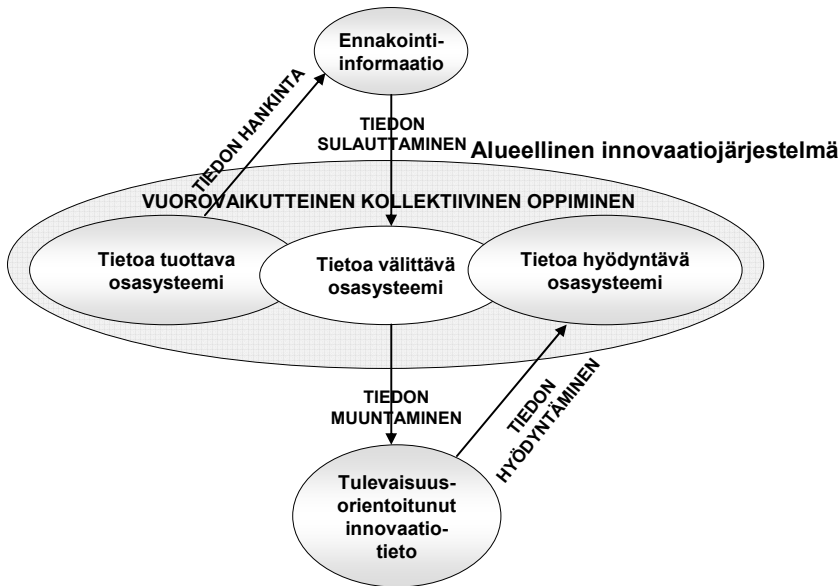 Ennakointi-
informaatio
TIEDON HANKINTA
TIEDON
SULAUTTAMINEN
Alueellinen innovaatiojärjestelmä
VUOROVAIKUTTEINEN KOLLEKTIIVINEN OPPIMINEN
Tietoa tuottava
osasysteemi
Tietoa välittävä
osasysteemi
Tietoa hyödyntävä
osasysteemi
TIEDON
MUUNTAMINEN
TIEDON
HYÖDYNTÄMINEN
Tulevaisuus-
orientoitunut
innovaatio-
tieto